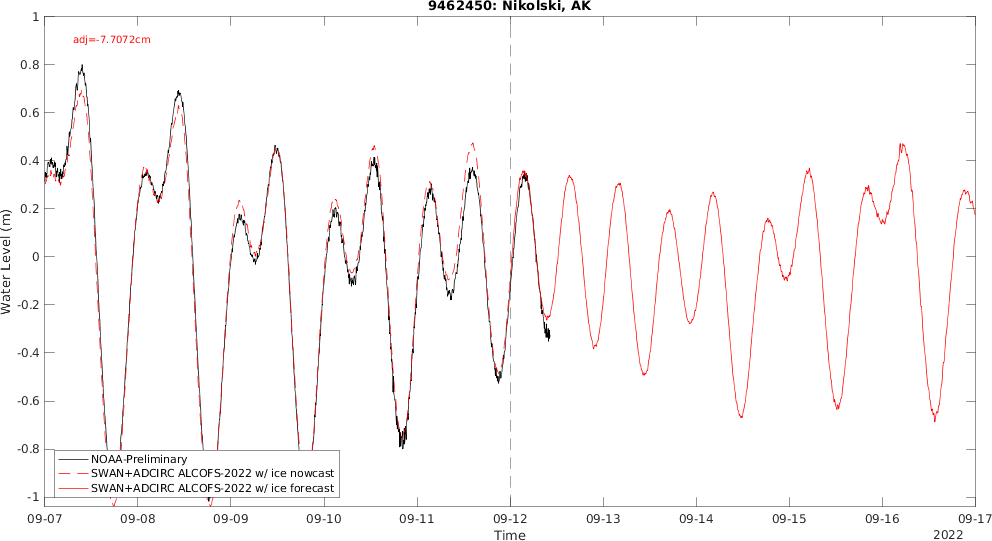 9462450: Nikolski, AK
adj=-7.7072cm
1
0.8
0.6
0.4
0.2
0
-0.2
-0.4
-0.6
-0.8
-1
Water Level (m)
NOAA-Preliminary
SWAN+ADCIRC ALCOFS-2022 w/ ice nowcast
SWAN+ADCIRC ALCOFS-2022 w/ ice forecast
09-07 09-08 09-09 09-10 09-11 09-12 09-13 09-14 09-15 09-16 09-17
Time
2022